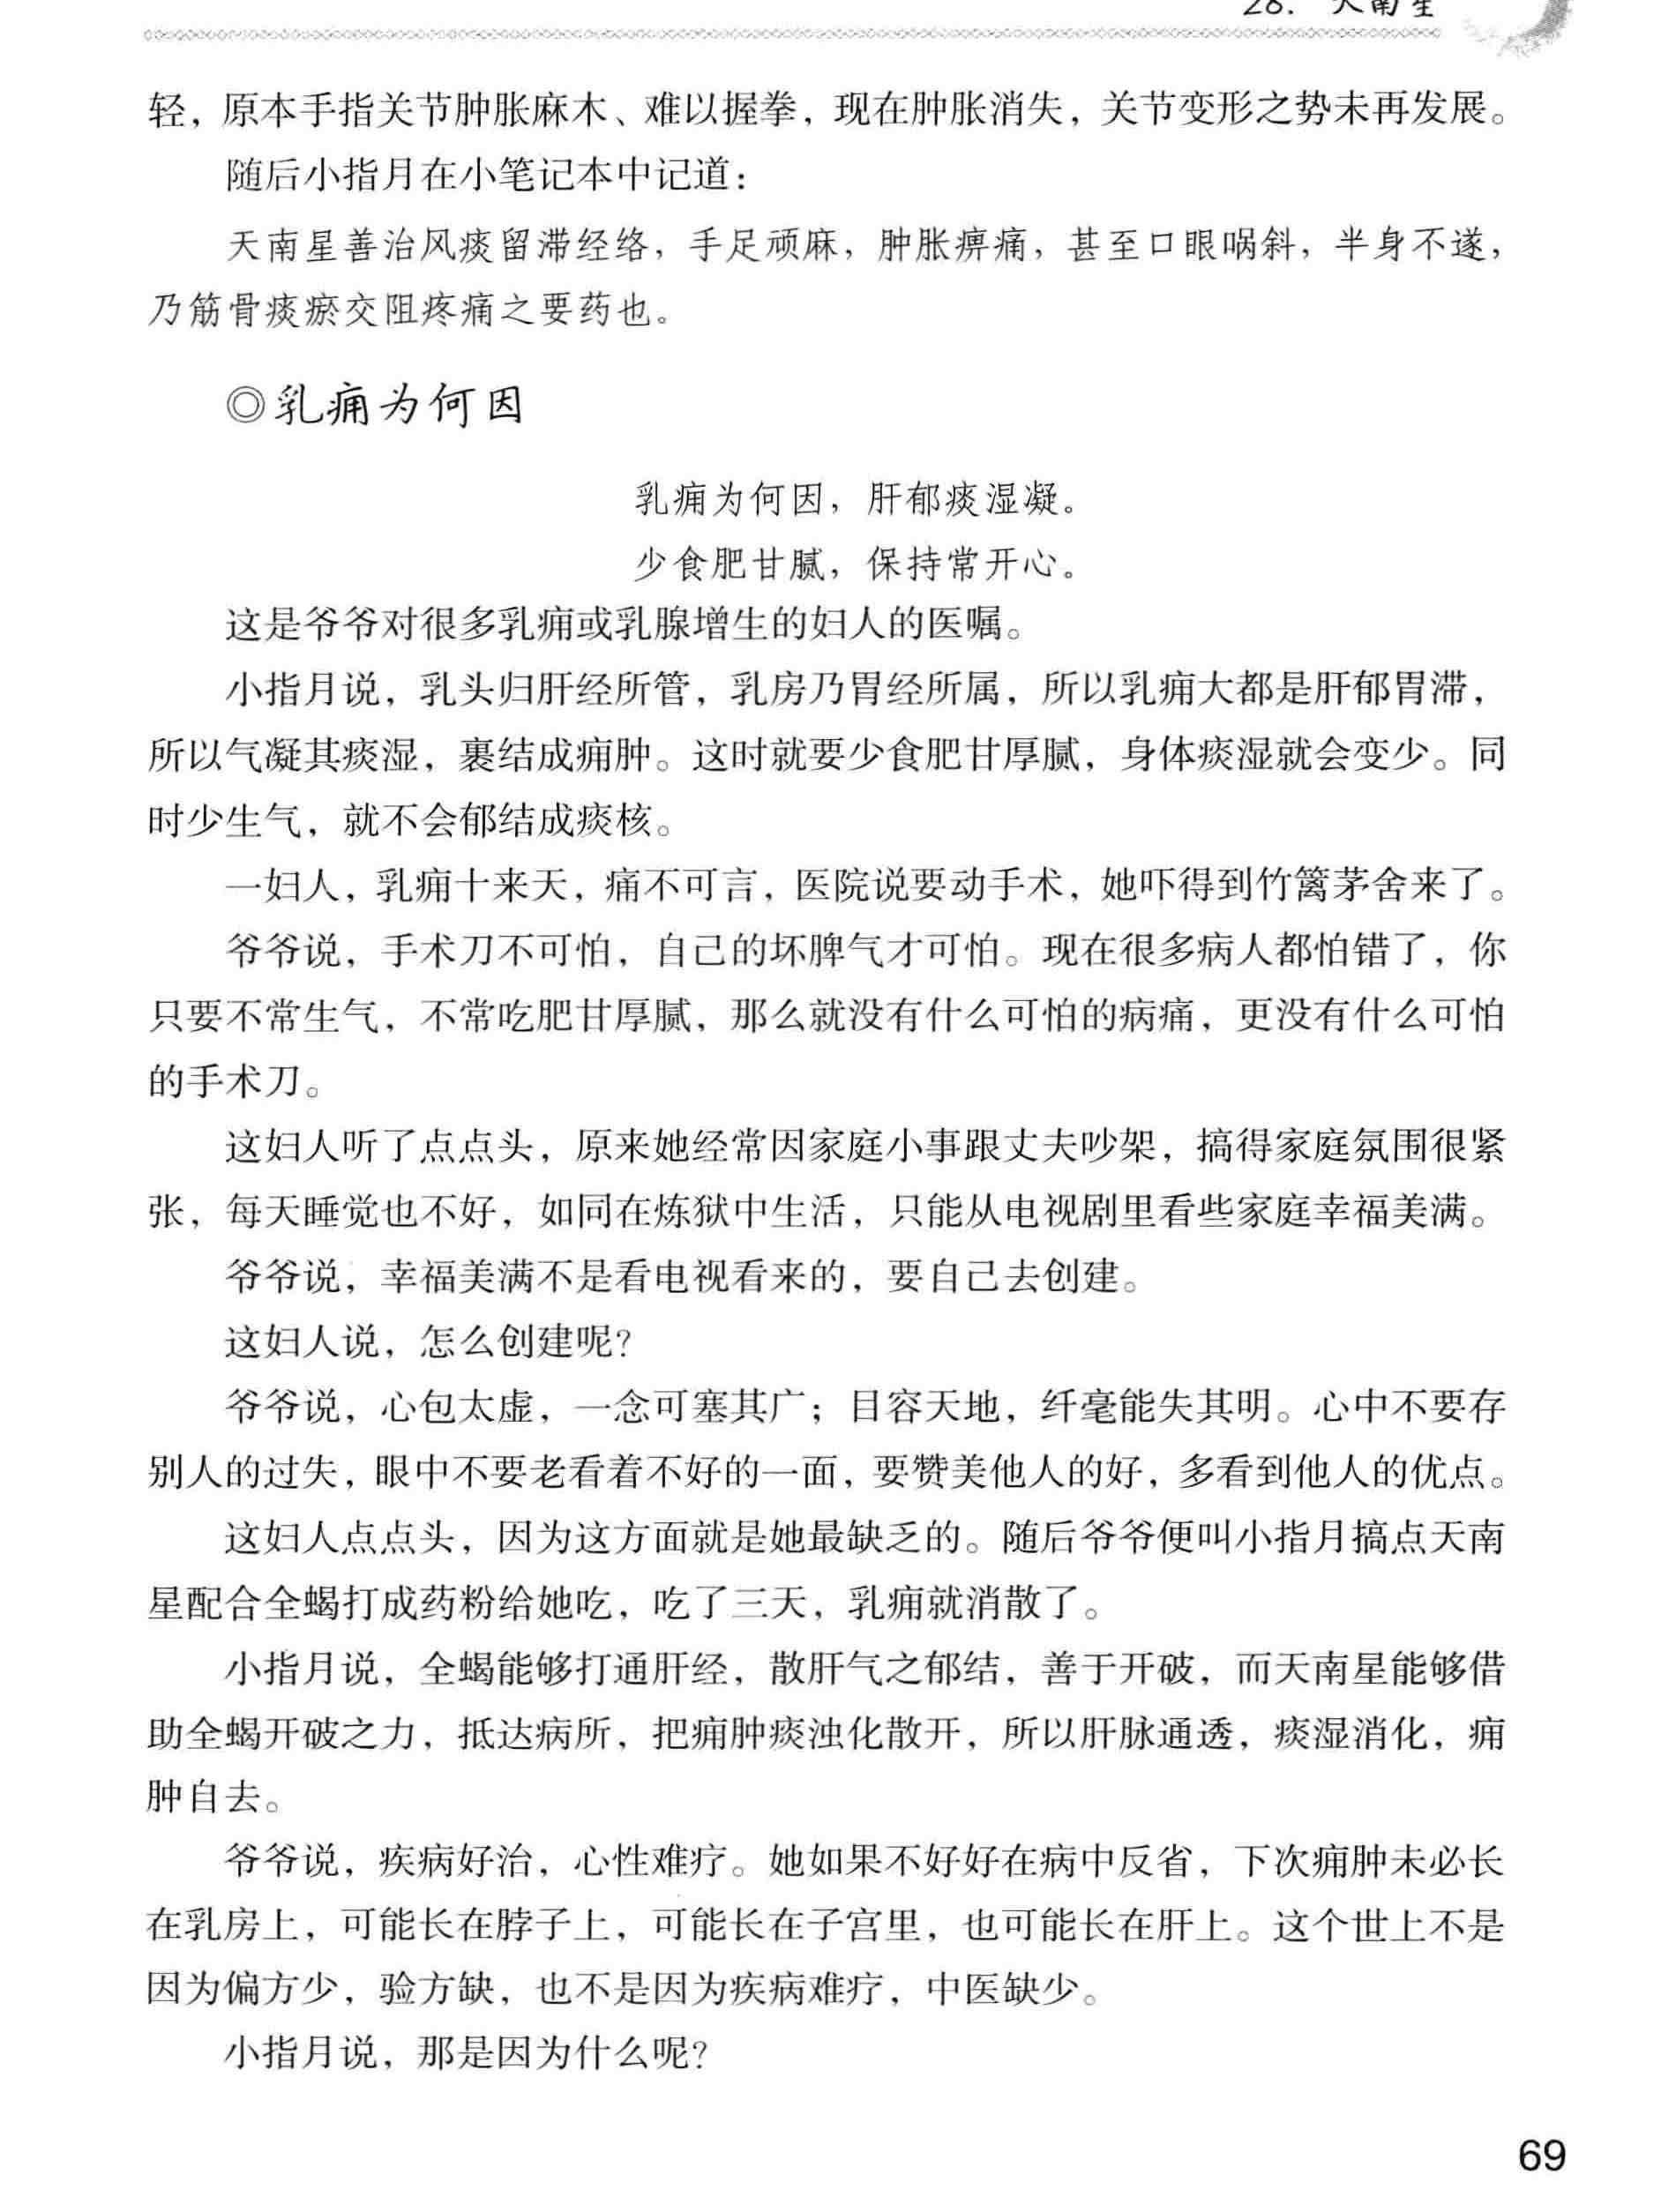 28. 天南星
轻，原本手指关节肿胀麻木、难以握拳，现在肿胀消失，关节变形之势未再发展。
随后小指月在小笔记本中记道：
天南星善治风痰留滞经络，手足顽麻，肿胀痹痛，甚至口眼㖞斜，半身不遂，
乃筋骨痰瘀交阻疼痛之要药也。
◎乳痈为何因
乳痈为何因，肝郁痰湿凝。
少食肥甘腻，保持常开心。
这是爷爷对很多乳痈或乳腺增生的妇人的医嘱。
小指月说，乳头归肝经所管，乳房乃胃经所属，所以乳痈大都是肝郁胃滞，
所以气凝其痰湿，裹结成痈肿。这时就要少食肥甘厚腻，身体痰湿就会变少。同
时少生气，就不会郁结成痰核。
一妇人，乳痈十来天，痛不可言，医院说要动手术，她吓得到竹篱茅舍来了。
爷爷说，手术刀不可怕，自己的坏脾气才可怕。现在很多病人都怕错了，你
只要不常生气，不常吃肥甘厚腻，那么就没有什么可怕的病痛，更没有什么可怕
的手术刀。
这妇人听了点点头，原来她经常因家庭小事跟丈夫吵架，搞得家庭氛围很紧
张，每天睡觉也不好，如同在炼狱中生活，只能从电视剧里看些家庭幸福美满。
爷爷说，幸福美满不是看电视看来的，要自己去创建。
这妇人说，怎么创建呢？
爷爷说，心包太虚，一念可塞其广；目容天地，纤毫能失其明。心中不要存
别人的过失，眼中不要老看着不好的一面，要赞美他人的好，多看到他人的优点。
这妇人点点头，因为这方面就是她最缺乏的。随后爷爷便叫小指月搞点天南
星配合全蝎打成药粉给她吃，吃了三天，乳痈就消散了。
小指月说，全蝎能够打通肝经，散肝气之郁结，善于开破，而天南星能够借
助全蝎开破之力，抵达病所，把痈肿痰浊化散开，所以肝脉通透，痰湿消化，痈
肿自去。
爷爷说，疾病好治，心性难疗。她如果不好好在病中反省，下次痈肿未必长
在乳房上，可能长在脖子上，可能长在子宫里，也可能长在肝上。这个世上不是
因为偏方少，验方缺，也不是因为疾病难疗，中医缺少。
小指月说，那是因为什么呢？
69